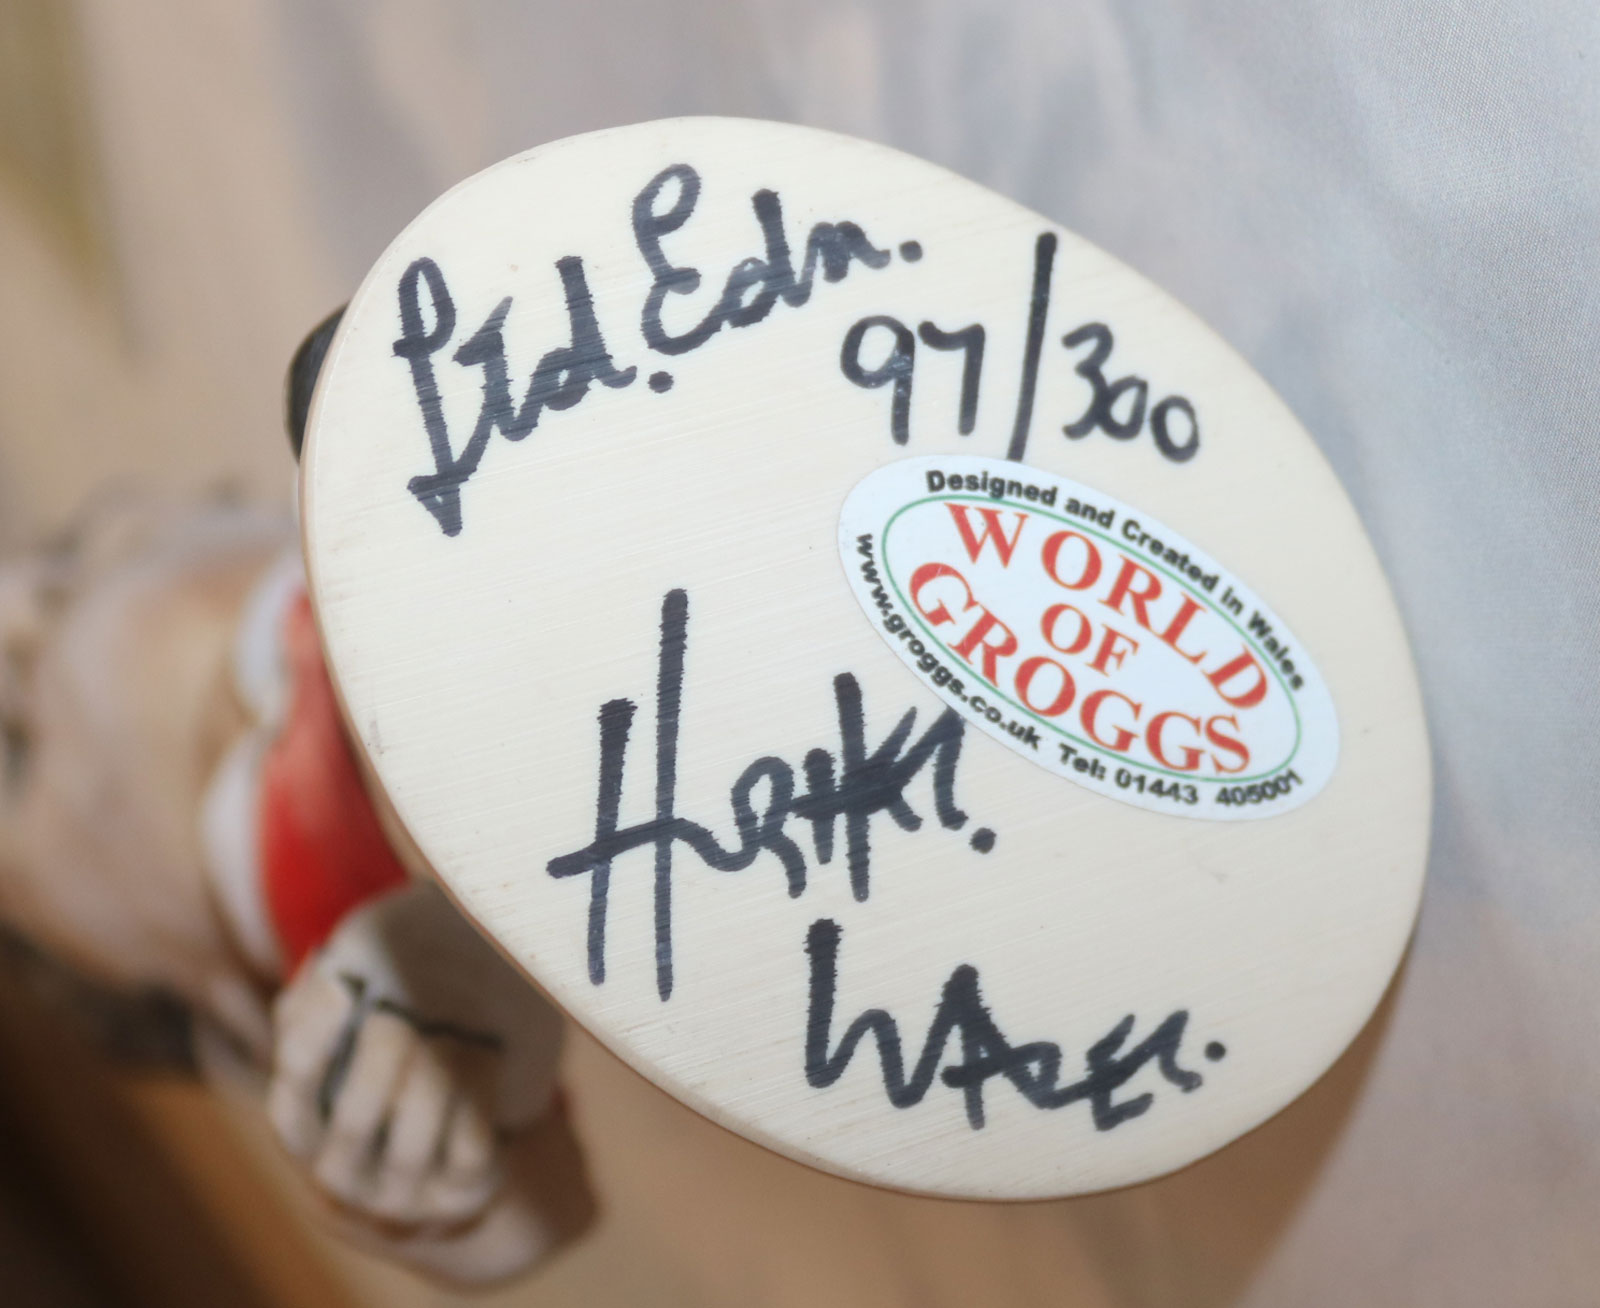 Ltd. Edn.
97/300
Designed and Created in Wales
WORLD
OF
GROGGS
www.groggs.co.uk Tel: 01443 405001
WALES.